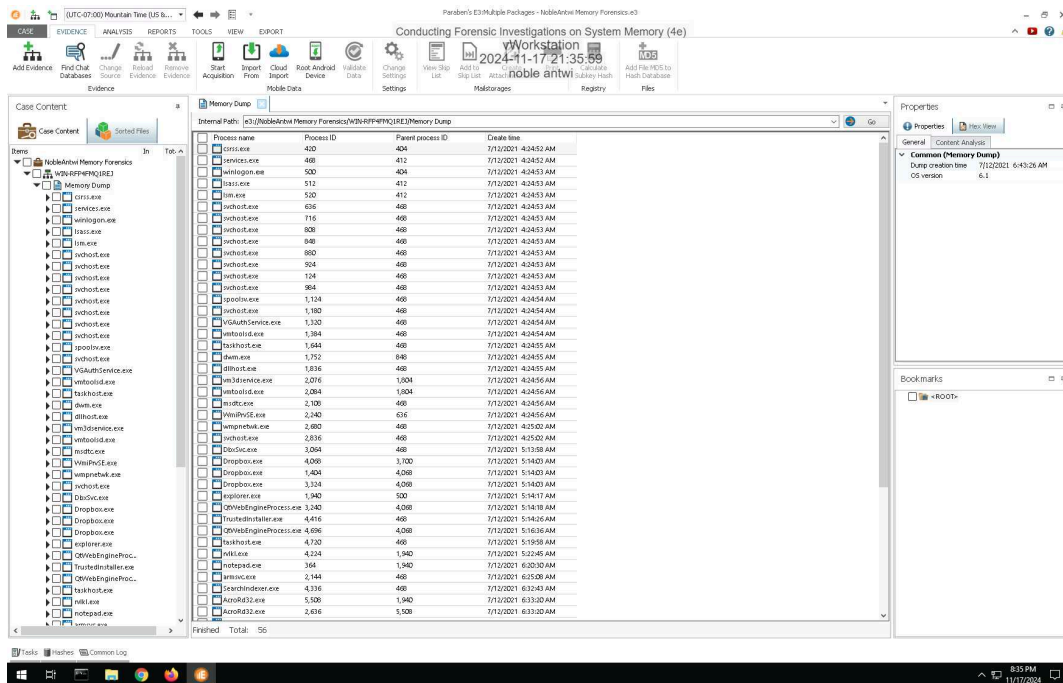 (UTC-07:00) Mountain Time (US &...
Paraben's E3:Multiple Packages - NobleAntwi Memory Forensics.e3
CASE EVIDENCE ANALYSIS REPORTS TOOLS VIEW EXPORT
Conducting Forensic Investigations on System Memory (4e)
vWorkstation
2024-11-17 21:35:59
noble antwi
Add Evidence
Find Chat Databases
Change Source
Reload Evidence
Remove Evidence
Start Acquisition
Import From
Cloud Import
Root Android Device
Validate Data
Change Settings
View Skip List
Add to Skip List
Calculate Subkey Hash
Add File MD5 to Hash Database
Evidence Mobile Data Settings Mailstorages Registry Files
Case Content
Case Content Sorted Files
Items In Tot.
NobleAntwi Memory Forensics
WIN-RFP4FMQ1REJ
Memory Dump
csrss.exe
services.exe
winlogon.exe
lsass.exe
lsm.exe
svchost.exe
svchost.exe
svchost.exe
svchost.exe
svchost.exe
svchost.exe
svchost.exe
svchost.exe
spoolsv.exe
svchost.exe
VGAuthService.exe
vmtoolsd.exe
taskhost.exe
dwm.exe
dllhost.exe
vm3dservice.exe
vmtoolsd.exe
msdtc.exe
WmiPrvSE.exe
wmpnetwk.exe
svchost.exe
DbxSvc.exe
Dropbox.exe
Dropbox.exe
Dropbox.exe
explorer.exe
QtWebEngineProc...
TrustedInstaller.exe
QtWebEngineProc...
taskhost.exe
rvlkl.exe
notepad.exe
armsvc.exe
Memory Dump
Internal Path: e3://NobleAntwi Memory Forensics/WIN-RFP4FMQ1REJ/Memory Dump Go
Process name Process ID Parent process ID Create time
csrss.exe 420 404 7/12/2021 4:24:52 AM
services.exe 468 412 7/12/2021 4:24:52 AM
winlogon.exe 500 404 7/12/2021 4:24:53 AM
lsass.exe 512 412 7/12/2021 4:24:53 AM
lsm.exe 520 412 7/12/2021 4:24:53 AM
svchost.exe 636 468 7/12/2021 4:24:53 AM
svchost.exe 716 468 7/12/2021 4:24:53 AM
svchost.exe 808 468 7/12/2021 4:24:53 AM
svchost.exe 848 468 7/12/2021 4:24:53 AM
svchost.exe 880 468 7/12/2021 4:24:53 AM
svchost.exe 924 468 7/12/2021 4:24:53 AM
svchost.exe 124 468 7/12/2021 4:24:53 AM
svchost.exe 984 468 7/12/2021 4:24:53 AM
spoolsv.exe 1,124 468 7/12/2021 4:24:54 AM
svchost.exe 1,180 468 7/12/2021 4:24:54 AM
VGAuthService.exe 1,320 468 7/12/2021 4:24:54 AM
vmtoolsd.exe 1,384 468 7/12/2021 4:24:54 AM
taskhost.exe 1,644 468 7/12/2021 4:24:55 AM
dwm.exe 1,752 848 7/12/2021 4:24:55 AM
dllhost.exe 1,836 468 7/12/2021 4:24:55 AM
vm3dservice.exe 2,076 1,804 7/12/2021 4:24:56 AM
vmtoolsd.exe 2,084 1,804 7/12/2021 4:24:56 AM
msdtc.exe 2,108 468 7/12/2021 4:24:56 AM
WmiPrvSE.exe 2,240 636 7/12/2021 4:24:56 AM
wmpnetwk.exe 2,680 468 7/12/2021 4:25:02 AM
svchost.exe 2,836 468 7/12/2021 4:25:02 AM
DbxSvc.exe 3,064 468 7/12/2021 5:13:58 AM
Dropbox.exe 4,068 3,700 7/12/2021 5:14:03 AM
Dropbox.exe 1,404 4,068 7/12/2021 5:14:03 AM
Dropbox.exe 3,324 4,068 7/12/2021 5:14:03 AM
explorer.exe 1,940 500 7/12/2021 5:14:17 AM
QtWebEngineProcess.exe 3,240 4,068 7/12/2021 5:14:18 AM
TrustedInstaller.exe 4,416 468 7/12/2021 5:14:26 AM
QtWebEngineProcess.exe 4,696 4,068 7/12/2021 5:16:36 AM
taskhost.exe 4,720 468 7/12/2021 5:19:58 AM
rvlkl.exe 4,224 1,940 7/12/2021 5:22:45 AM
notepad.exe 364 1,940 7/12/2021 6:20:30 AM
armsvc.exe 2,144 468 7/12/2021 6:25:08 AM
SearchIndexer.exe 4,336 468 7/12/2021 6:32:43 AM
AcroRd32.exe 5,508 1,940 7/12/2021 6:33:20 AM
AcroRd32.exe 2,636 5,508 7/12/2021 6:33:20 AM
Finished Total: 56
Properties
Properties Hex View
General Content Analysis
Common (Memory Dump)
Dump creation time 7/12/2021 6:43:26 AM
OS version 6.1
Bookmarks
<ROOT>
Tasks Hashes Common Log
8:35 PM
11/17/2024